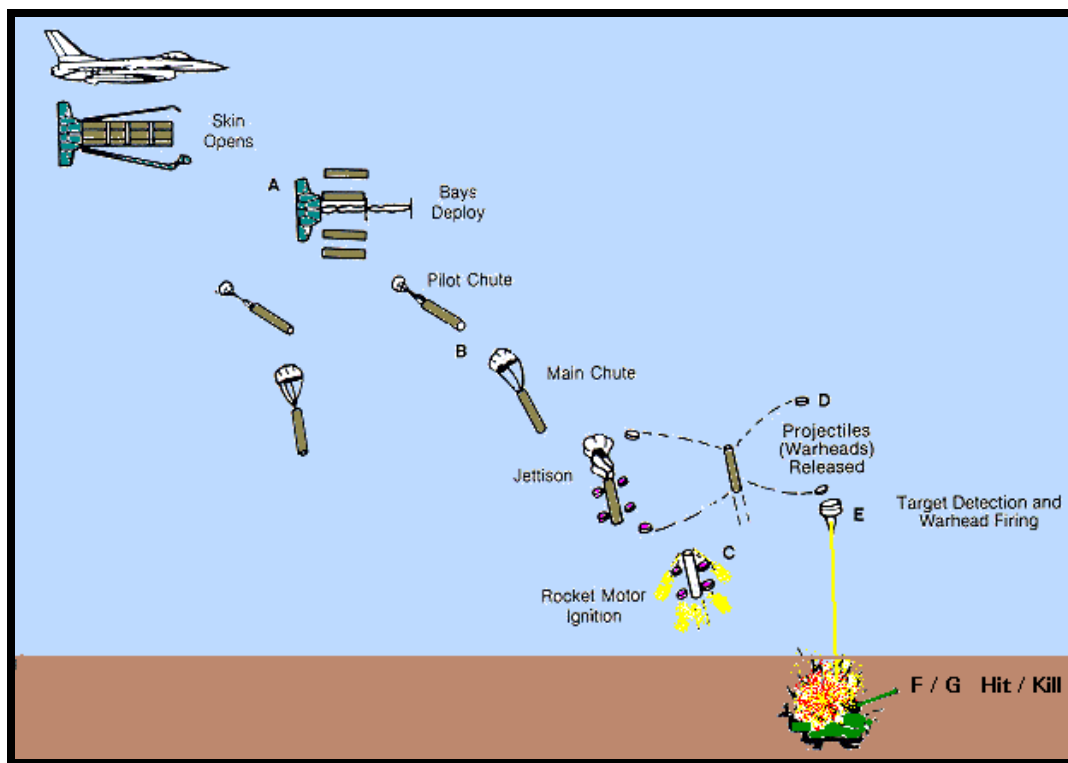 Skin
Opens
A
Bays
Deploy
Pilot Chute
B
Main Chute
D
Projectiles
(Warheads)
Released
Jettison
Target Detection and
Warhead Firing
E
C
Rocket Motor
Ignition
F / G Hit / Kill